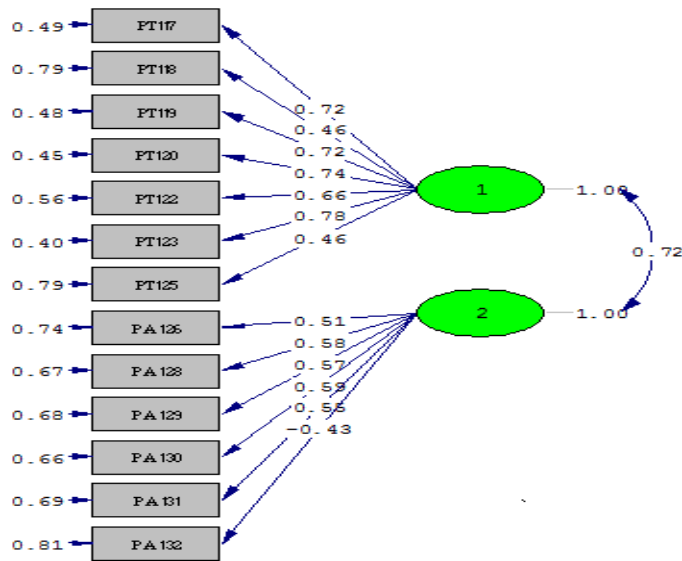 0.49 PT117
0.79 PT118
0.48 PT119 0.72
0.46
0.45 PT120 0.72
0.74
0.56 PT122 0.66 1 1.00
0.78
0.40 PT123 0.46
0.72
0.79 PT125
0.74 PA126 0.51 2 1.00
0.58
0.67 PA128 0.57
0.59
0.68 PA129 0.55
-0.43
0.66 PA130
0.69 PA131
0.81 PA132